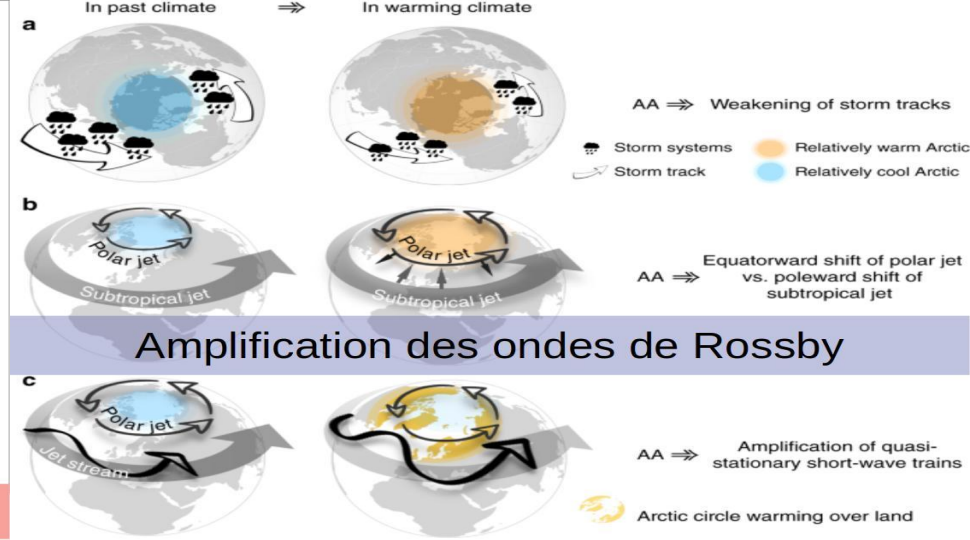 In past climate
In warming climate
a
AA
Weakening of storm tracks
Storm systems
Relatively warm Arctic
Storm track
Relatively cool Arctic
b
Polar jet
Subtropical jet
Polar jet
Subtropical jet
AA
Equatorward shift of polar jet
vs. poleward shift of
subtropical jet
Amplification des ondes de Rossby
c
Polar jet
Jet stream
AA
Amplification of quasi-
stationary short-wave trains
Arctic circle warming over land